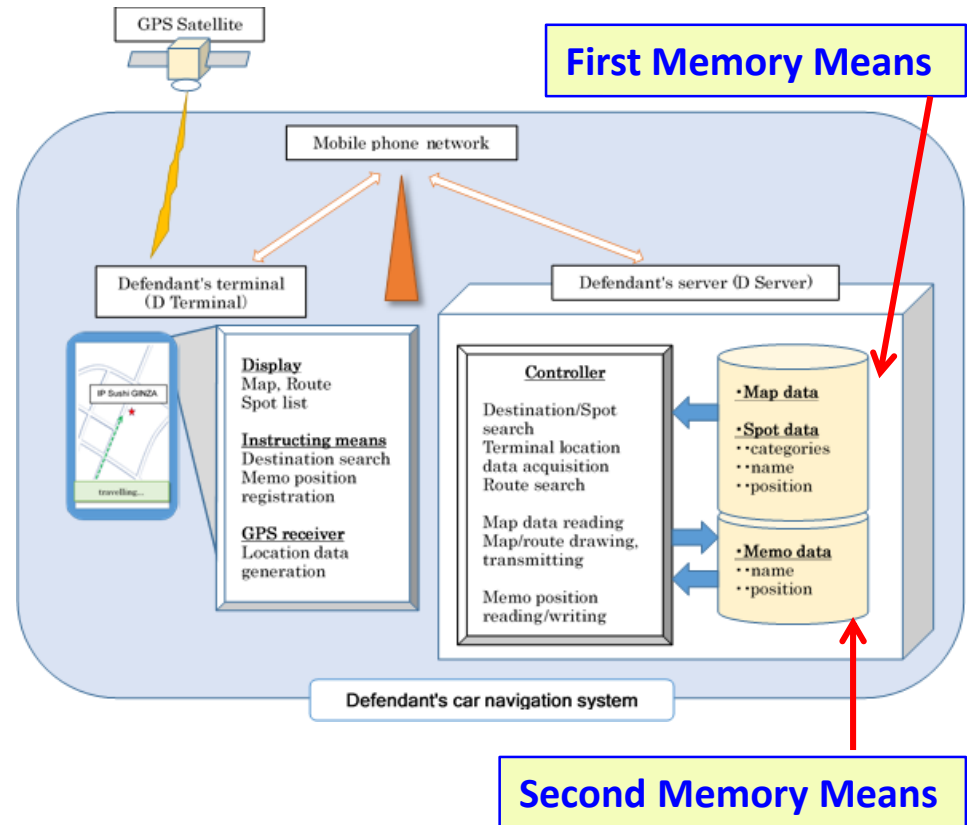 GPS Satellite
First Memory Means
Mobile phone network
Defendant's terminal
(D Terminal)
Defendant's server (D Server)
IP Sushi GINZA
travelling...
Display
Map, Route
Spot list
Instructing means
Destination search
Memo position
registration
GPS receiver
Location data
generation
Controller
Destination/Spot
search
Terminal location
data acquisition
Route search
Map data reading
Map/route drawing,
transmitting
Memo position
reading/writing
・Map data
・Spot data
・・categories
・・name
・・position
・Memo data
・・name
・・position
Defendant's car navigation system
Second Memory Means